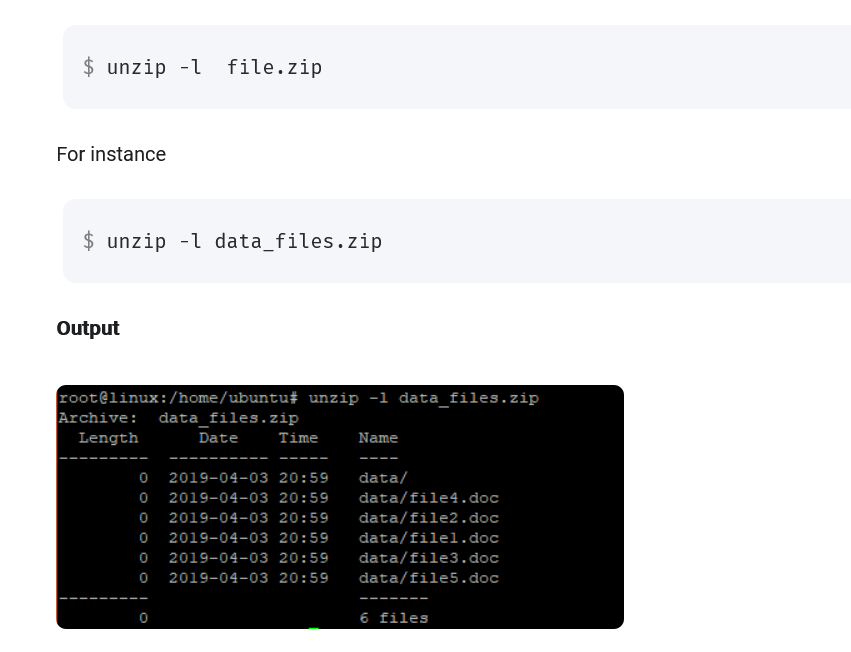 $ unzip -l  file.zip
For instance
$ unzip -l data_files.zip
Output
root@linux:/home/ubuntu# unzip -l data_files.zip
Archive:  data_files.zip
  Length      Date    Time    Name
---------  ---------- -----   ----
        0  2019-04-03 20:59   data/
        0  2019-04-03 20:59   data/file4.doc
        0  2019-04-03 20:59   data/file2.doc
        0  2019-04-03 20:59   data/file1.doc
        0  2019-04-03 20:59   data/file3.doc
        0  2019-04-03 20:59   data/file5.doc
---------                     -------
        0                     6 files